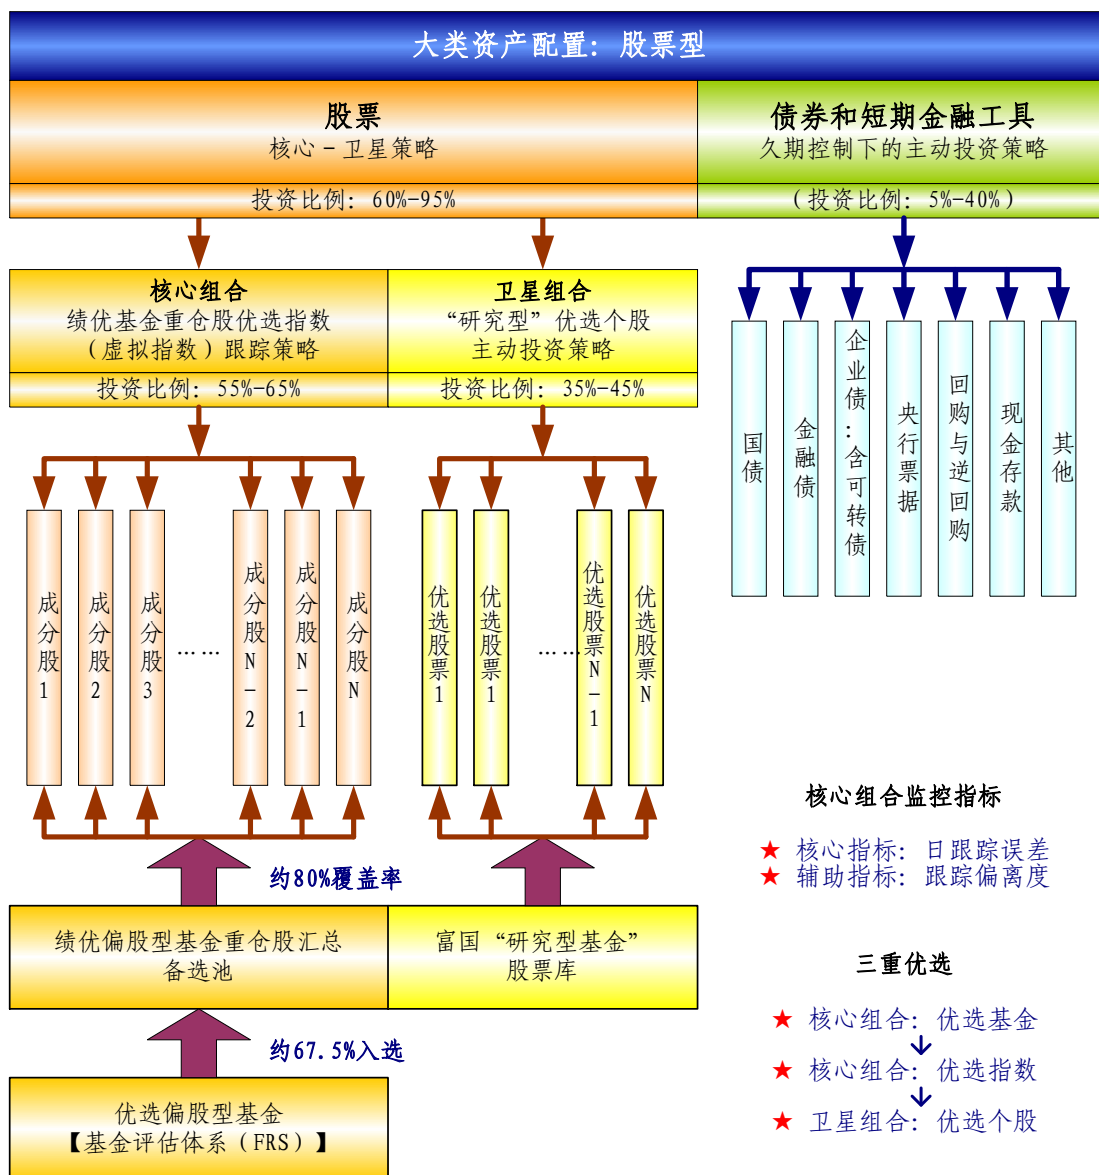 大类资产配置：股票型
股票
核心－卫星策略
投资比例：60%-95%
债券和短期金融工具
久期控制下的主动投资策略
（投资比例：5%-40%）
核心组合
绩优基金重仓股优选指数
（虚拟指数）跟踪策略
投资比例：55%-65%
卫星组合
“研究型”优选个股
主动投资策略
投资比例：35%-45%
国债
金融债
企业债：含可转债
央行票据
回购与逆回购
现金存款
其他
成分股1
成分股2
成分股3
……
成分股N-2
成分股N-1
成分股N
优选股票1
优选股票1
……
优选股票N-1
优选股票N
约80%覆盖率
绩优偏股型基金重仓股汇总
备选池
富国“研究型基金”
股票库
约67.5%入选
优选偏股型基金
【基金评估体系（FRS）】
核心组合监控指标
★ 核心指标：日跟踪误差
★ 辅助指标：跟踪偏离度
三重优选
★ 核心组合：优选基金
★ 核心组合：优选指数
★ 卫星组合：优选个股